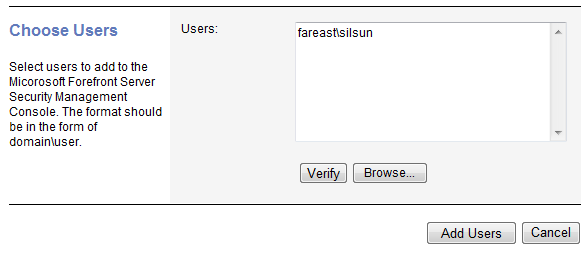 Choose Users
Select users to add to the
Micorosoft Forefront Server
Security Management
Console. The format should
be in the form of
domain\user.
Users:
fareast\silsun
Verify
Browse...
Add Users
Cancel